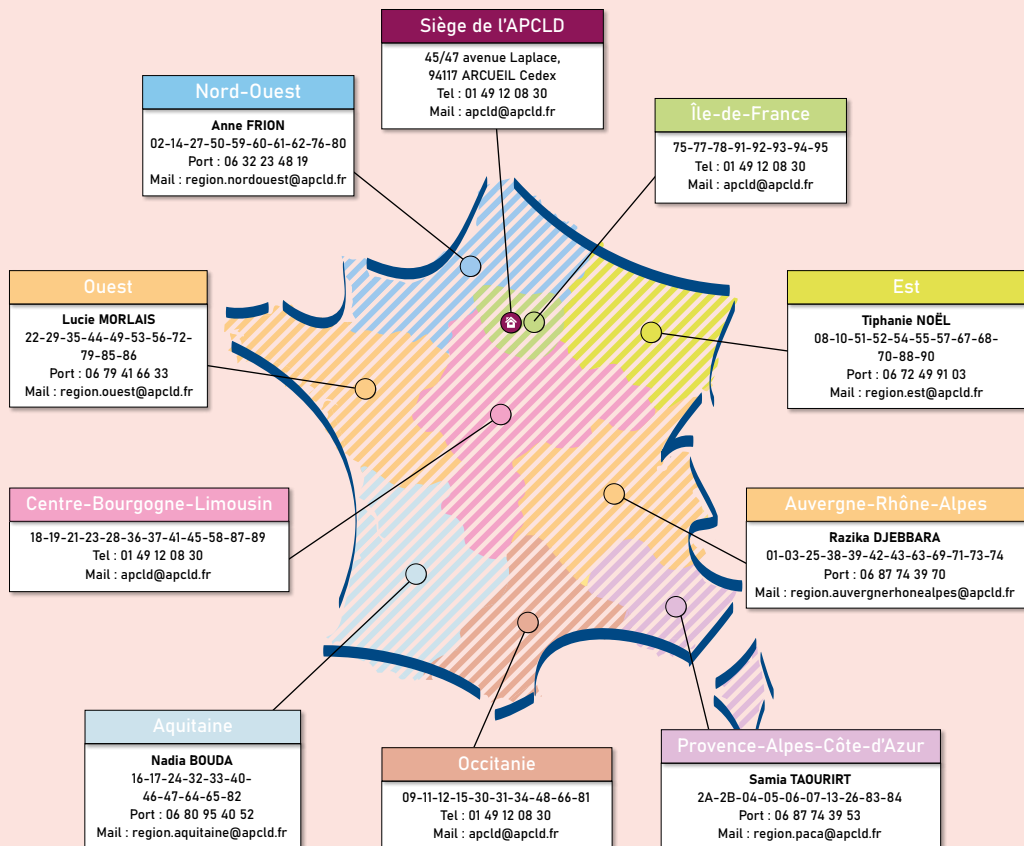 Siège de l'APCLD
45/47 avenue Laplace,
94117 ARCUEIL Cedex
Tel : 01 49 12 08 30
Mail : apcld@apcld.fr
Nord-Ouest
Anne FRION
02-14-27-50-59-60-61-62-76-80
Port : 06 32 23 48 19
Mail : region.nordouest@apcld.fr
Île-de-France
75-77-78-91-92-93-94-95
Tel : 01 49 12 08 30
Mail : apcld@apcld.fr
Ouest
Lucie MORLAIS
22-29-35-44-49-53-56-72-
79-85-86
Port : 06 79 41 66 33
Mail : region.ouest@apcld.fr
Est
Tiphanie NOËL
08-10-51-52-54-55-57-67-68-
70-88-90
Port : 06 72 49 91 03
Mail : region.est@apcld.fr
Centre-Bourgogne-Limousin
18-19-21-23-28-36-37-41-45-58-87-89
Tel : 01 49 12 08 30
Mail : apcld@apcld.fr
Auvergne-Rhône-Alpes
Razika DJEBBARA
01-03-25-38-39-42-43-63-69-71-73-74
Port : 06 87 74 39 70
Mail : region.auvergnerhonealpes@apcld.fr
Aquitaine
Nadia BOUDA
16-17-24-32-33-40-
46-47-64-65-82
Port : 06 80 95 40 52
Mail : region.aquitaine@apcld.fr
Occitanie
09-11-12-15-30-31-34-48-66-81
Tel : 01 49 12 08 30
Mail : apcld@apcld.fr
Provence-Alpes-Côte-d'Azur
Samia TAOURIRT
2A-2B-04-05-06-07-13-26-83-84
Port : 06 87 74 39 53
Mail : region.paca@apcld.fr